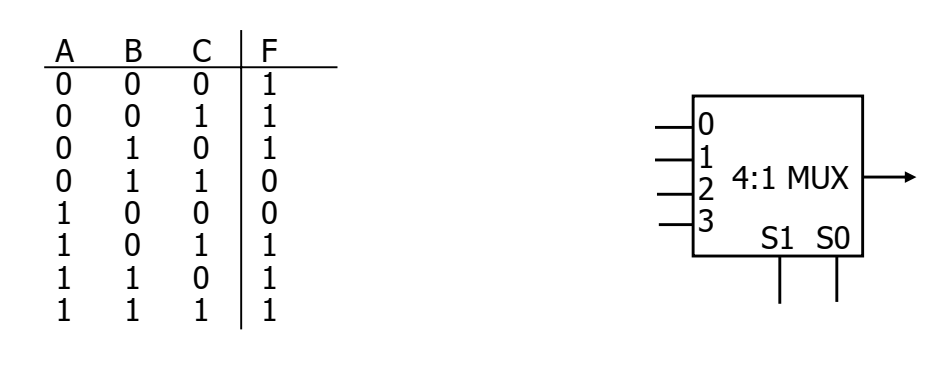 A B C F
0 0 0 1
0 0 1 1
0 1 0 1
0 1 1 0
1 0 0 0
1 0 1 1
1 1 0 1
1 1 1 1
0
1
4:1 MUX
2
3
S1 S0